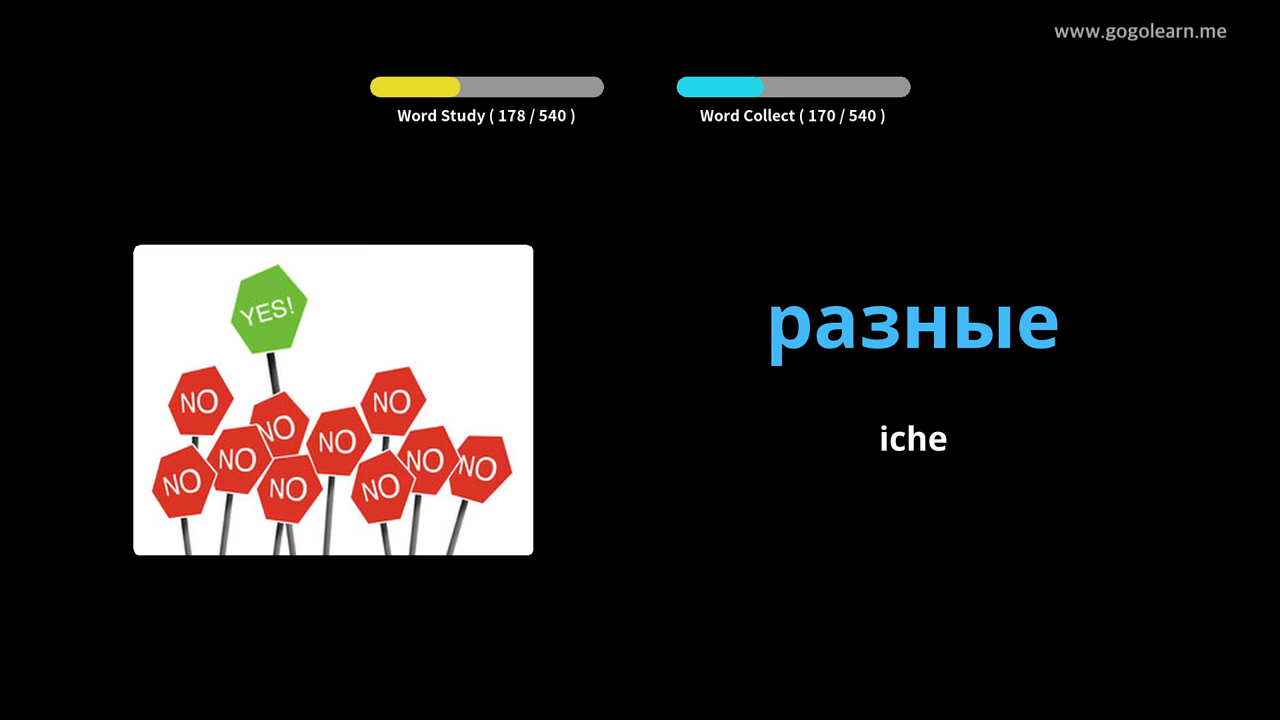 www.gogolearn.me
Word Study ( 178 / 540 )
Word Collect ( 170 / 540 )
YES!
NO
NO
NO
NO
NO
NO
NO
NO
NO
NO
разные
iche